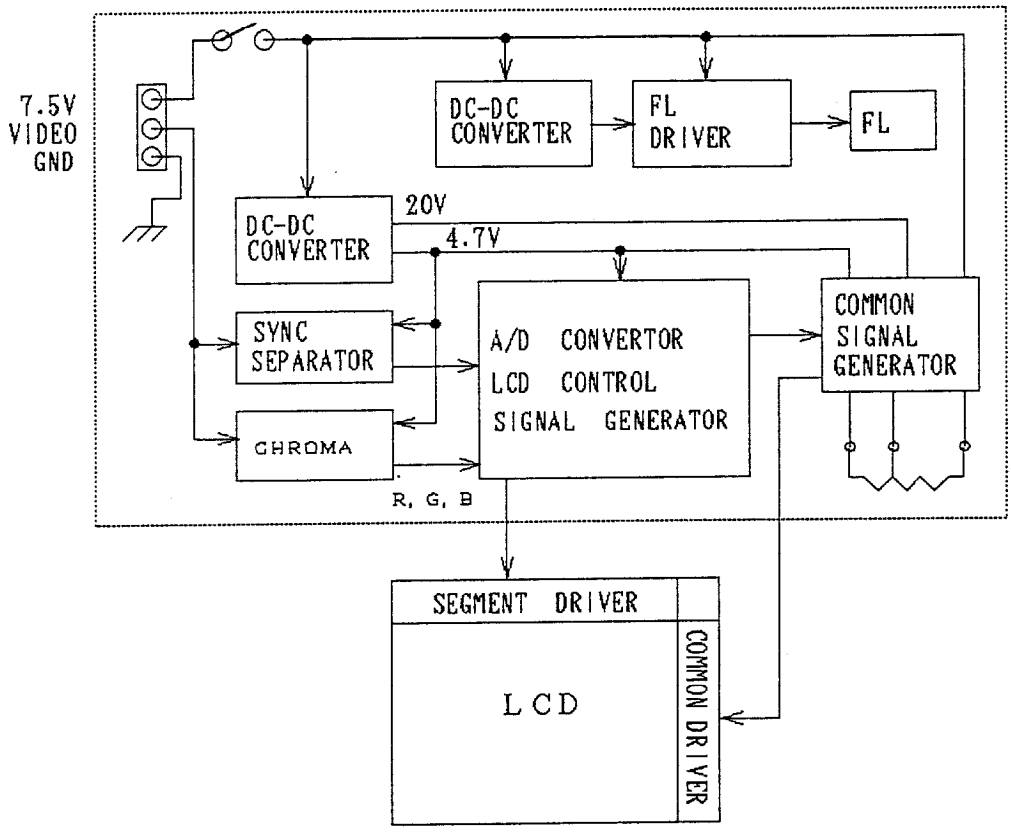 7.5V
VIDEO
GND
DC-DC
CONVERTER
FL
DRIVER
FL
DC-DC
CONVERTER
20V
4.7V
SYNC
SEPARATOR
CHROMA
R, G, B
A/D CONVERTOR
LCD CONTROL
SIGNAL GENERATOR
COMMON
SIGNAL
GENERATOR
SEGMENT DRIVER
LCD
COMMON DRIVER